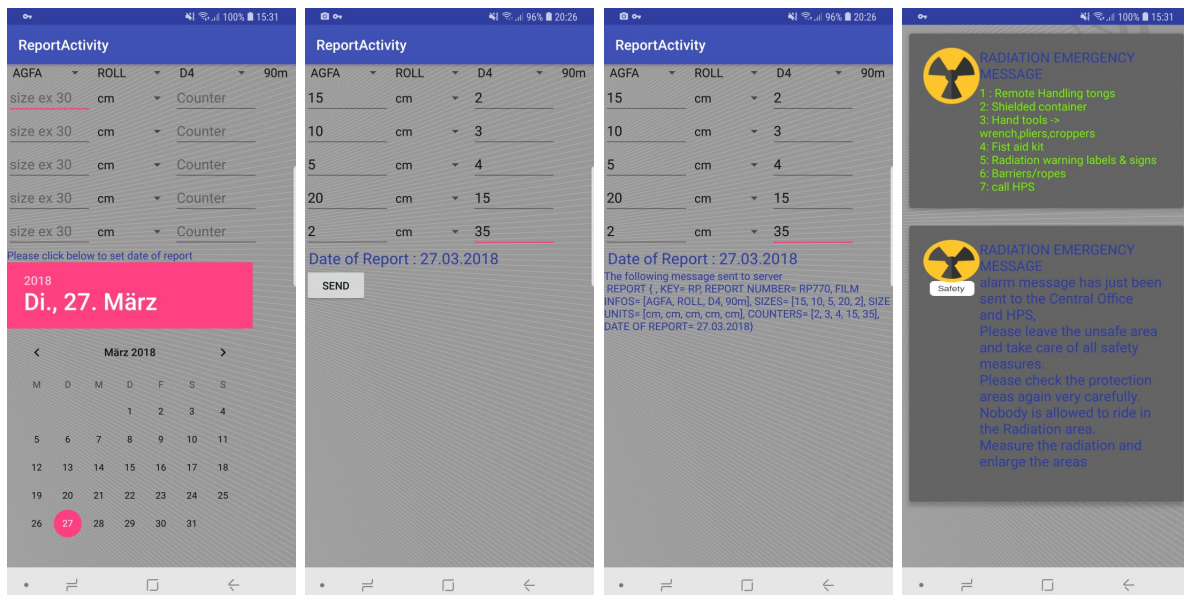 100% 15:31
ReportActivity
AGFA ROLL D4 90m
size ex 30 cm Counter
size ex 30 cm Counter
size ex 30 cm Counter
size ex 30 cm Counter
size ex 30 cm Counter
Please click below to set date of report
2018
Di., 27. März
März 2018
M D M D F S S
1 2 3 4
5 6 7 8 9 10 11
12 13 14 15 16 17 18
19 20 21 22 23 24 25
26 27 28 29 30 31
96% 20:26
ReportActivity
AGFA ROLL D4 90m
15 cm 2
10 cm 3
5 cm 4
20 cm 15
2 cm 35
Date of Report : 27.03.2018
SEND
96% 20:26
ReportActivity
AGFA ROLL D4 90m
15 cm 2
10 cm 3
5 cm 4
20 cm 15
2 cm 35
Date of Report : 27.03.2018
The following message sent to server
REPORT { , KEY= RP, REPORT NUMBER= RP770, FILM
INFOS= [AGFA, ROLL, D4, 90m], SIZES= [15, 10, 5, 20, 2], SIZE
UNITS= [cm, cm, cm, cm, cm], COUNTERS= [2, 3, 4, 15, 35],
DATE OF REPORT= 27.03.2018}
100% 15:31
RADIATION EMERGENCY
MESSAGE
1 : Remote Handling tongs
2: Shielded container
3: Hand tools ->
wrench,pliers,croppers
4: Fist aid kit
5: Radiation warning labels & signs
6: Barriers/ropes
7: call HPS
RADIATION EMERGENCY
MESSAGE
Safety
alarm message has just been
sent to the Central Office
and HPS,
Please leave the unsafe area
and take care of all safety
measures.
Please check the protection
areas again very carefully.
Nobody is allowed to ride in
the Radiation area.
Measure the radiation and
enlarge the areas